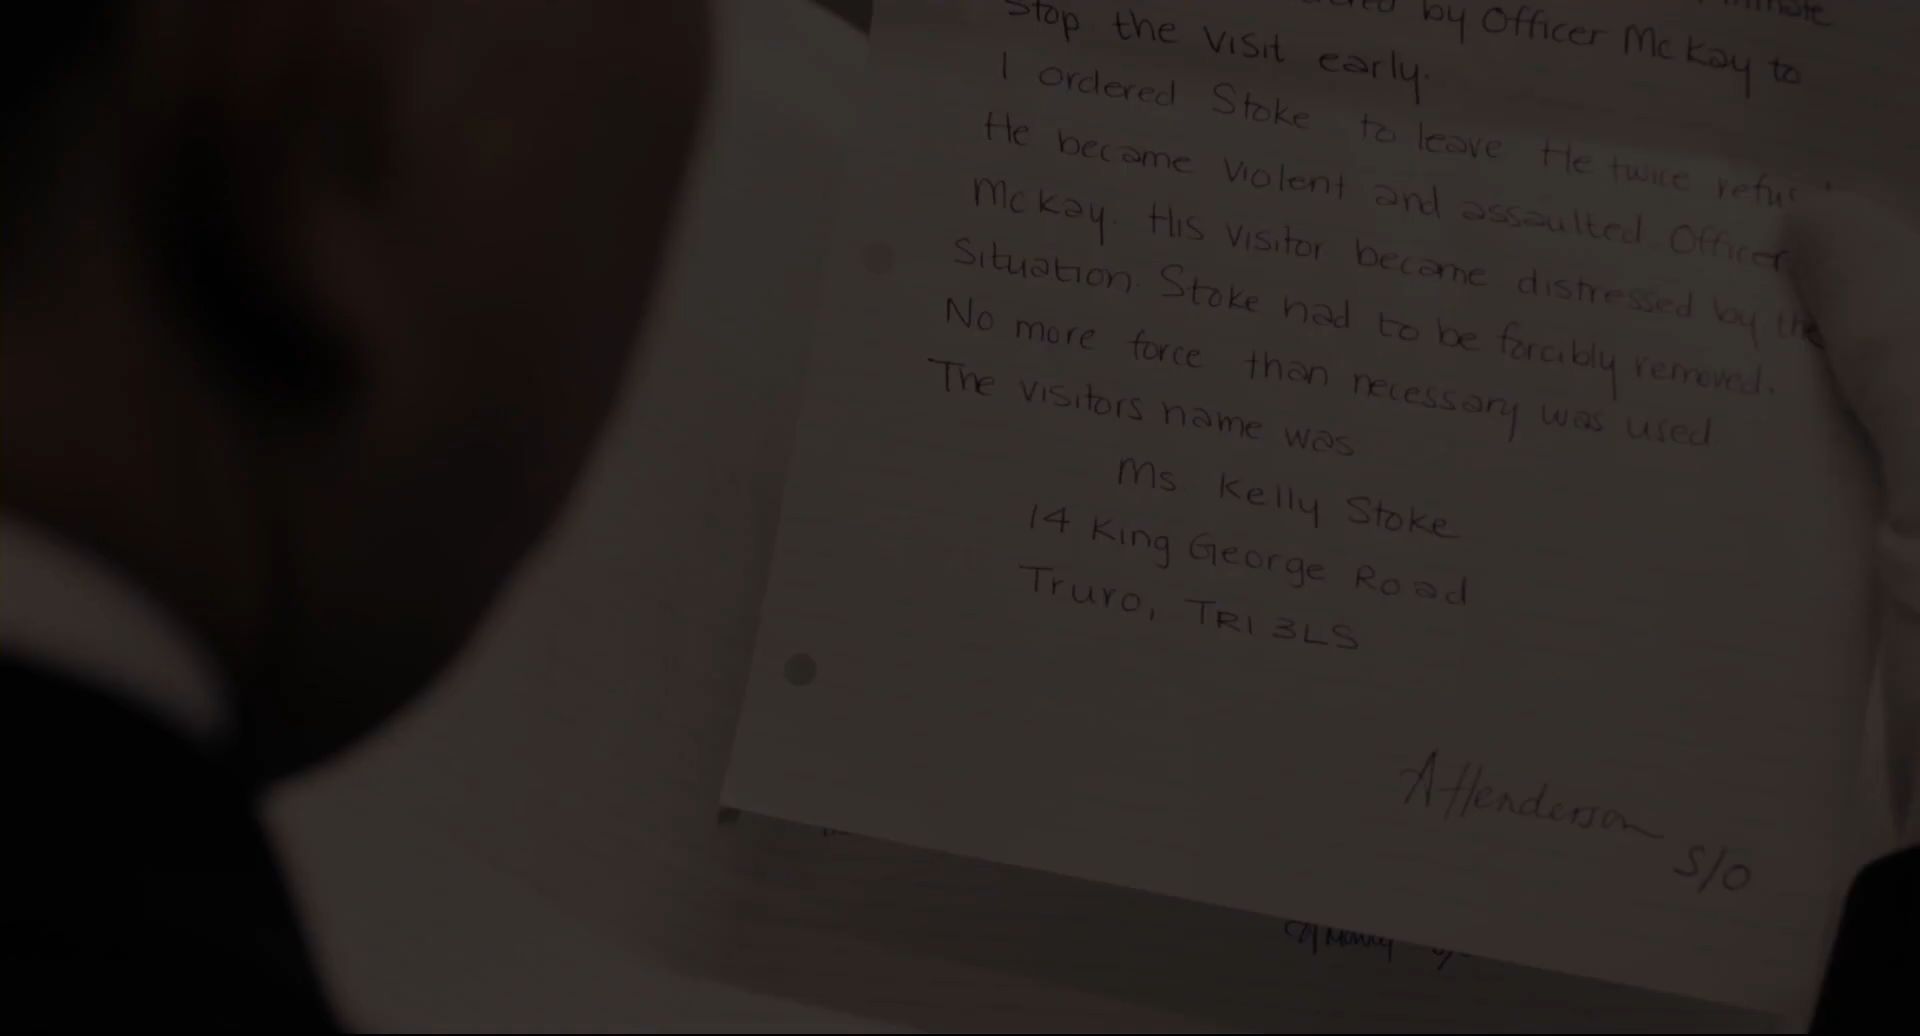 by Officer McKay to
Stop the visit early.
I ordered Stoke to leave He twice
He became violent and assaulted Officer
McKay. His visitor became distressed by the
Situation. Stoke had to be forcibly removed.
No more force than necessary was used
The visitors name was
Ms Kelly Stoke
14 King George Road
Truro, TR1 3LS
AHenderson
S/O